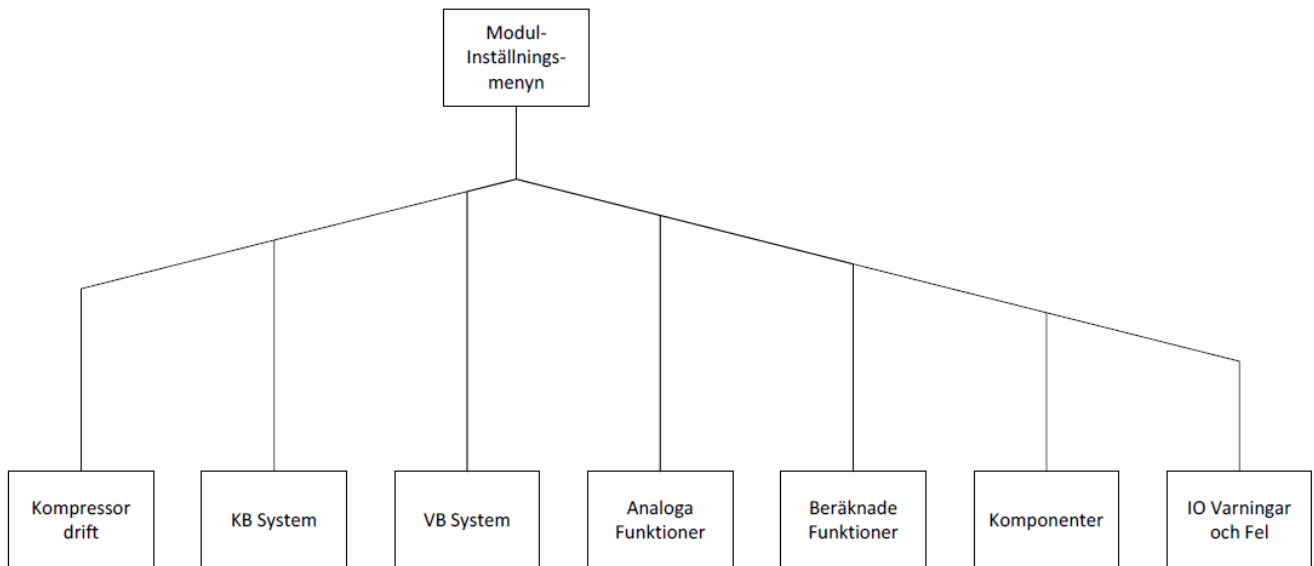 Modul-
Inställnings-
menyn
Kompressor
drift
KB System
VB System
Analoga
Funktioner
Beräknade
Funktioner
Komponenter
IO Varningar
och Fel